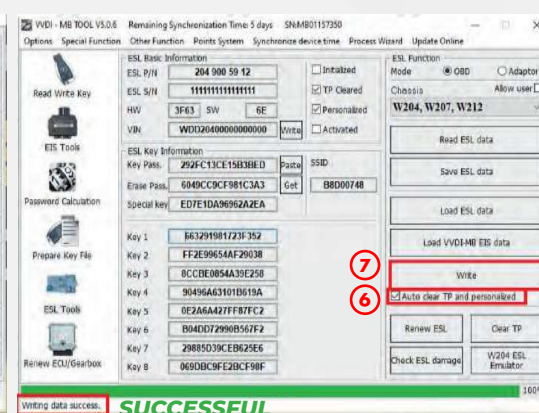 VVDI - MB TOOL V5.0.6 Remaining Synchronization Time: 5 days SN:MB01157350
Options Special Function Other Function Points System Synchronize device time Process Wizard Update Online
Read Write Key
EIS Tools
Password Calculation
Prepare Key File
ESL Tools
Renew ECU/Gearbox
ESL Basic Information
ESL P/N 204 900 59 12 Initialized
ESL S/N 1111111111111111 TP Cleared
HW 3F63 SW 6E Personalized
VIN WDD20400000000000 Write Activated
ESL Key Information
Key Pass. 292FC13CE15B3BED Paste SSID
Erase Pass. 6049CC9CF981C3A3 Get B8D00748
Special key ED7E1DA96962A2EA
Key 1 663291981723F352
Key 2 FF2E99654AF29038
Key 3 8CCBE0854A39E258
Key 4 90496A63101B619A
Key 5 0E2A6A427FF87FC2
Key 6 B04DD72990B567F2
Key 7 29885D39CEB625E6
Key 8 069DBC9FE2BCF98F
ESL Function
Mode OBD Adaptor
Chassis Allow user
W204, W207, W212
Read ESL data
Save ESL data
Load ESL data
Load VVDI-MB EIS data
7
Write
6
Auto clear TP and personalized
Renew ESL Clear TP
Check ESL damage W204 ESL Emulator
100%
Writing data success.
SUCCESSFUL